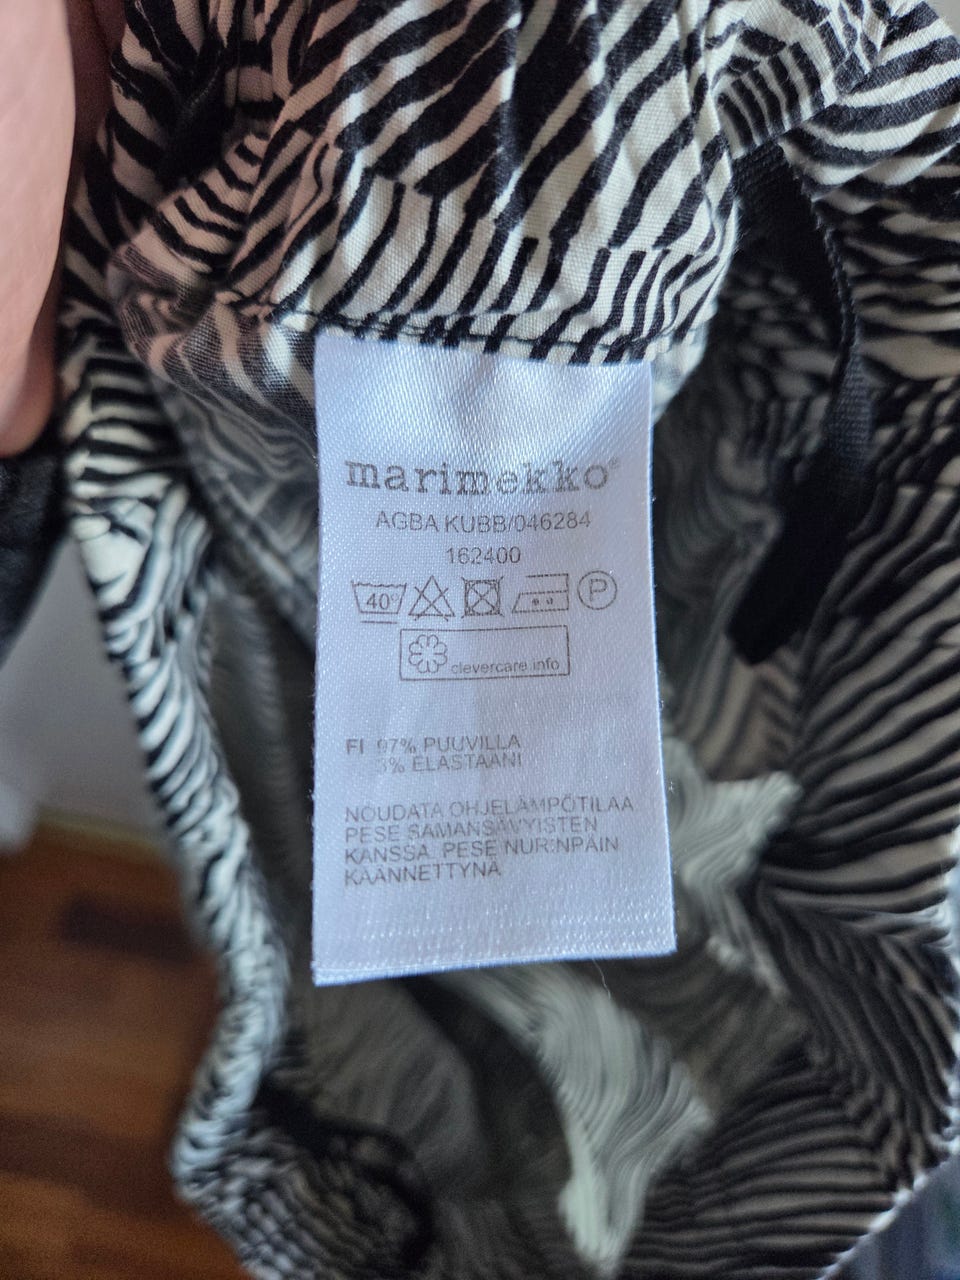 marimekko®
AGBA KUBB/046284
162400
40°
P
clevercare.info
FI 97% PUUVILLA
3% ELASTAANI
NOUDATA OHJELÄMPÖTILAA
PESE SAMANSÄVYISTEN
KANSSA. PESE NURINPÄIN
KÄÄNNETTYNÄ